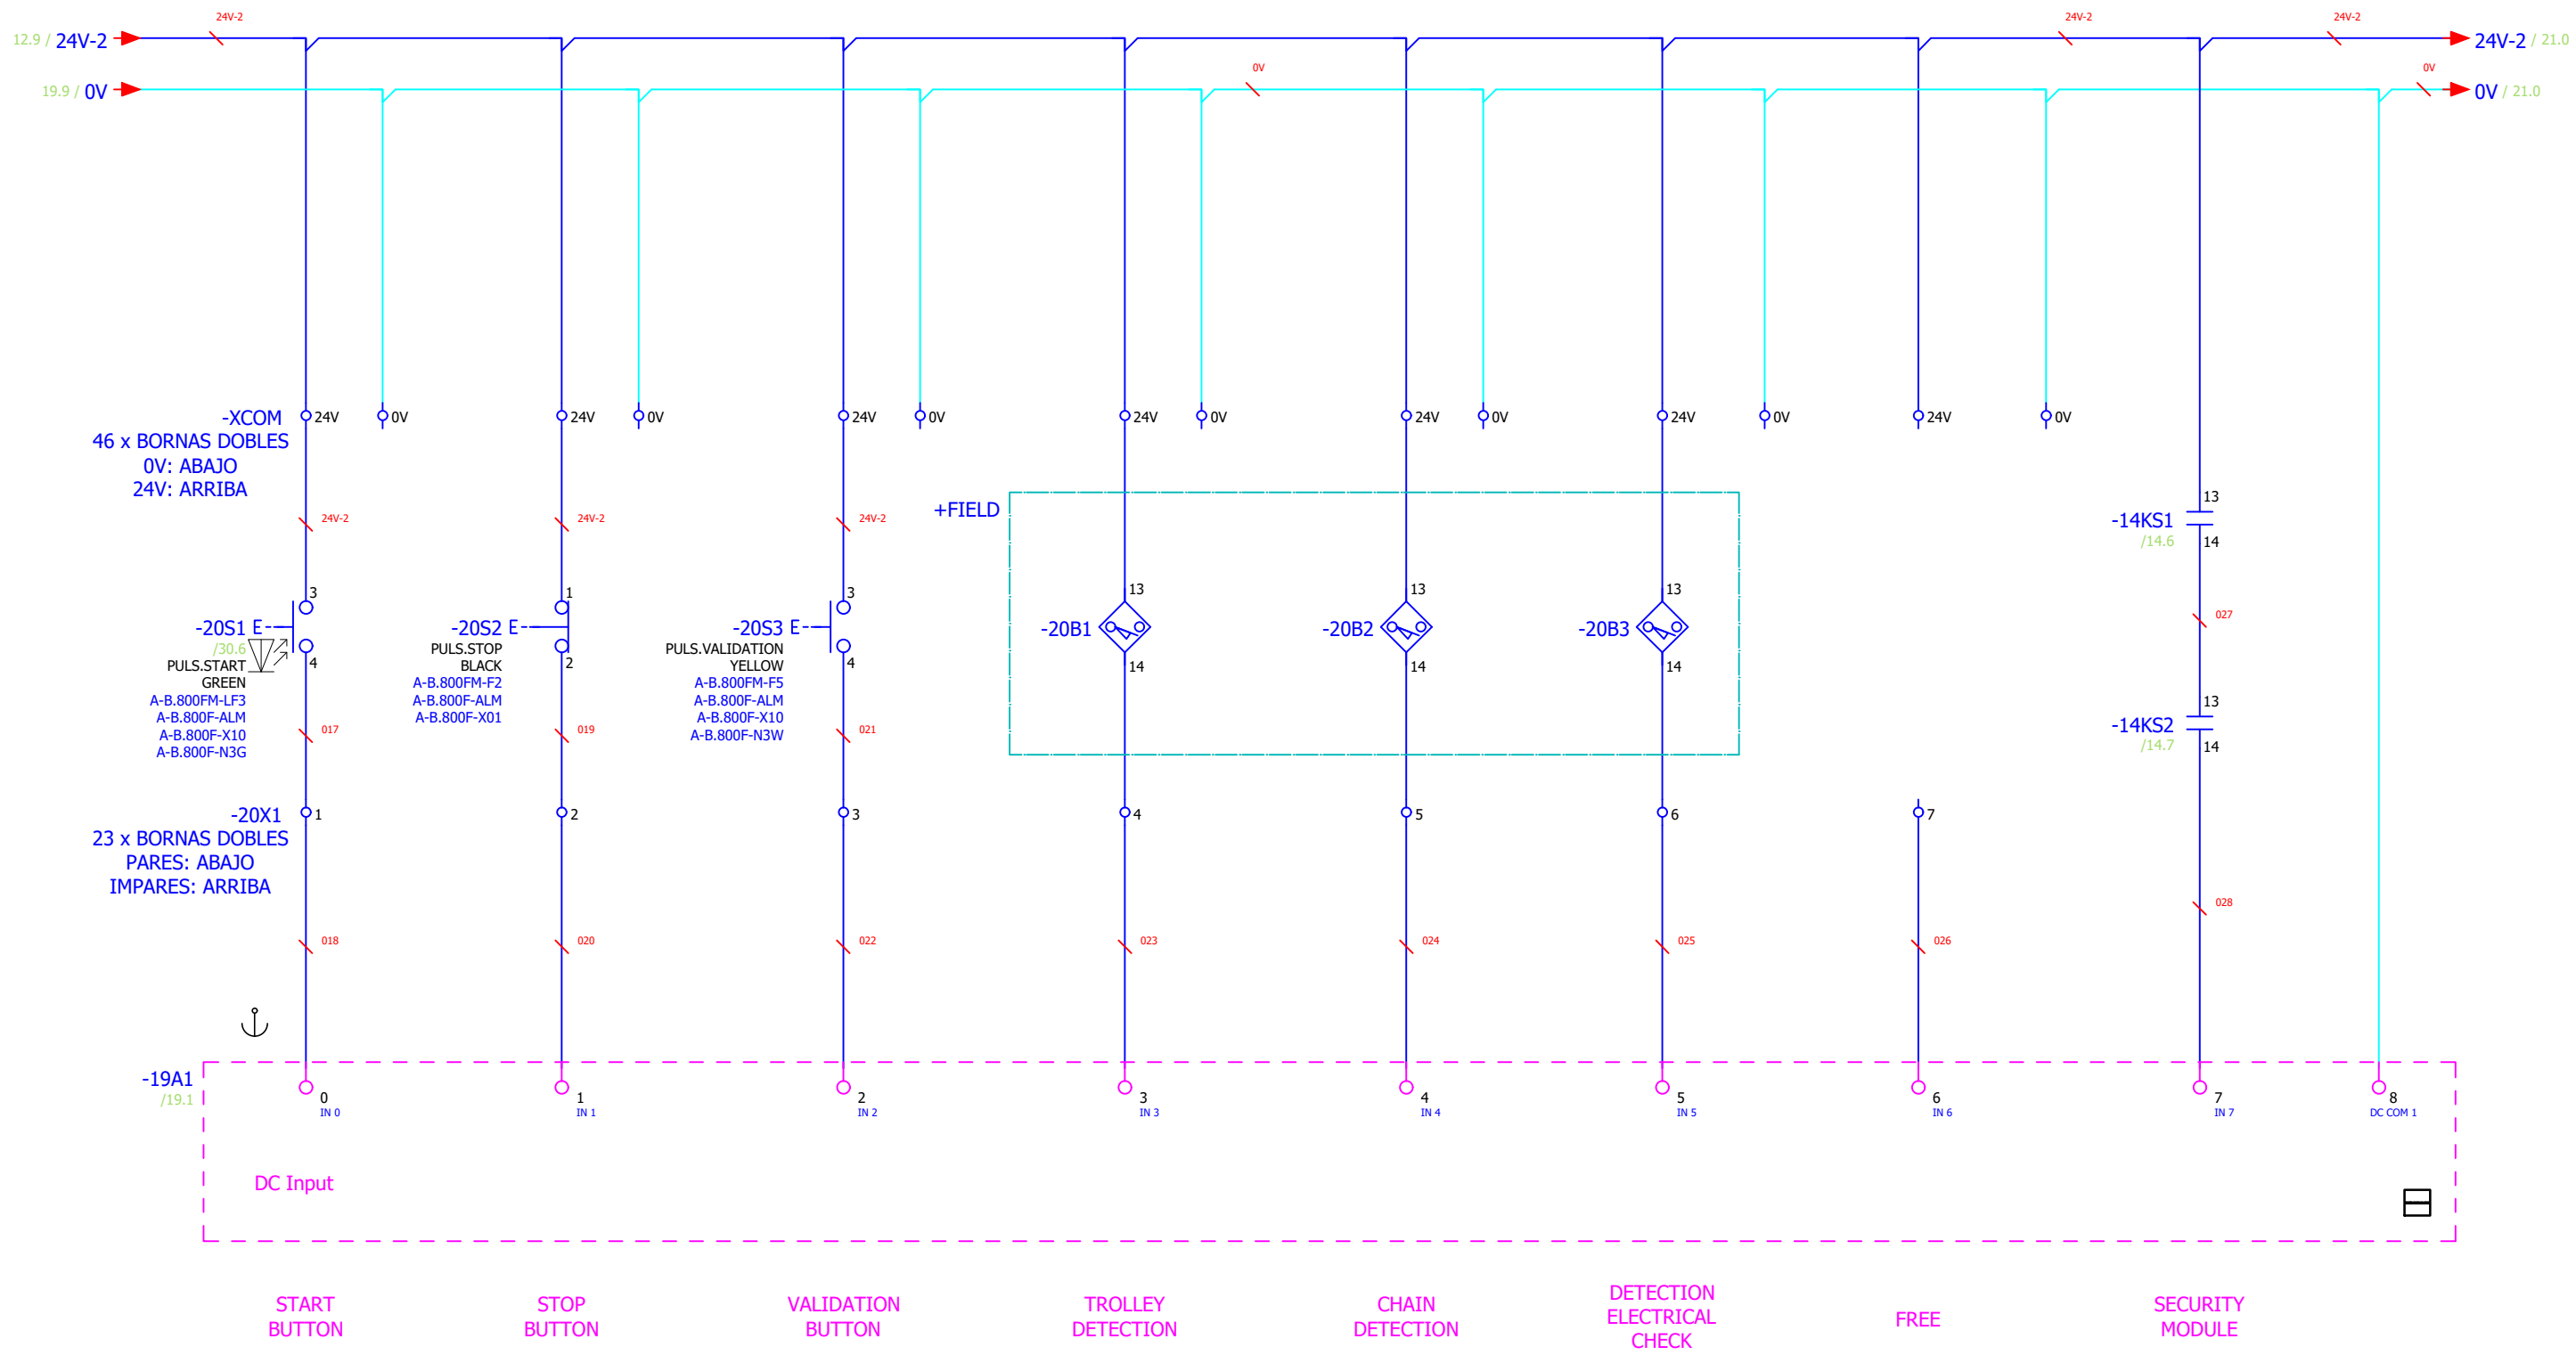 24V-2
24V-2
24V-2
12.9 / 24V-2
24V-2 / 21.0
0V
0V
19.9 / 0V
0V / 21.0
-XCOM
24V
0V
24V
0V
24V
0V
24V
0V
24V
0V
24V
0V
24V
0V
46 x BORNAS DOBLES
0V: ABAJO
24V: ARRIBA
24V-2
24V-2
24V-2
+FIELD
13
-14KS1
/14.6
14
3
-20S1 E
/30.6
PULS.START
4
GREEN
A-B.800FM-LF3
A-B.800F-ALM
A-B.800F-X10
A-B.800F-N3G
1
-20S2 E
PULS.STOP
BLACK
2
A-B.800FM-F2
A-B.800F-ALM
A-B.800F-X01
3
-20S3 E
PULS.VALIDATION
YELLOW
4
A-B.800FM-F5
A-B.800F-ALM
A-B.800F-X10
A-B.800F-N3W
13
-20B1
14
13
-20B2
14
13
-20B3
14
027
13
-14KS2
/14.7
14
017
019
021
-20X1
1
2
3
4
5
6
7
23 x BORNAS DOBLES
PARES: ABAJO
IMPARES: ARRIBA
018
020
022
023
024
025
026
028
-19A1
/19.1
0
IN 0
1
IN 1
2
IN 2
3
IN 3
4
IN 4
5
IN 5
6
IN 6
7
IN 7
8
DC COM 1
DC Input
START
BUTTON
STOP
BUTTON
VALIDATION
BUTTON
TROLLEY
DETECTION
CHAIN
DETECTION
DETECTION
ELECTRICAL
CHECK
FREE
SECURITY
MODULE